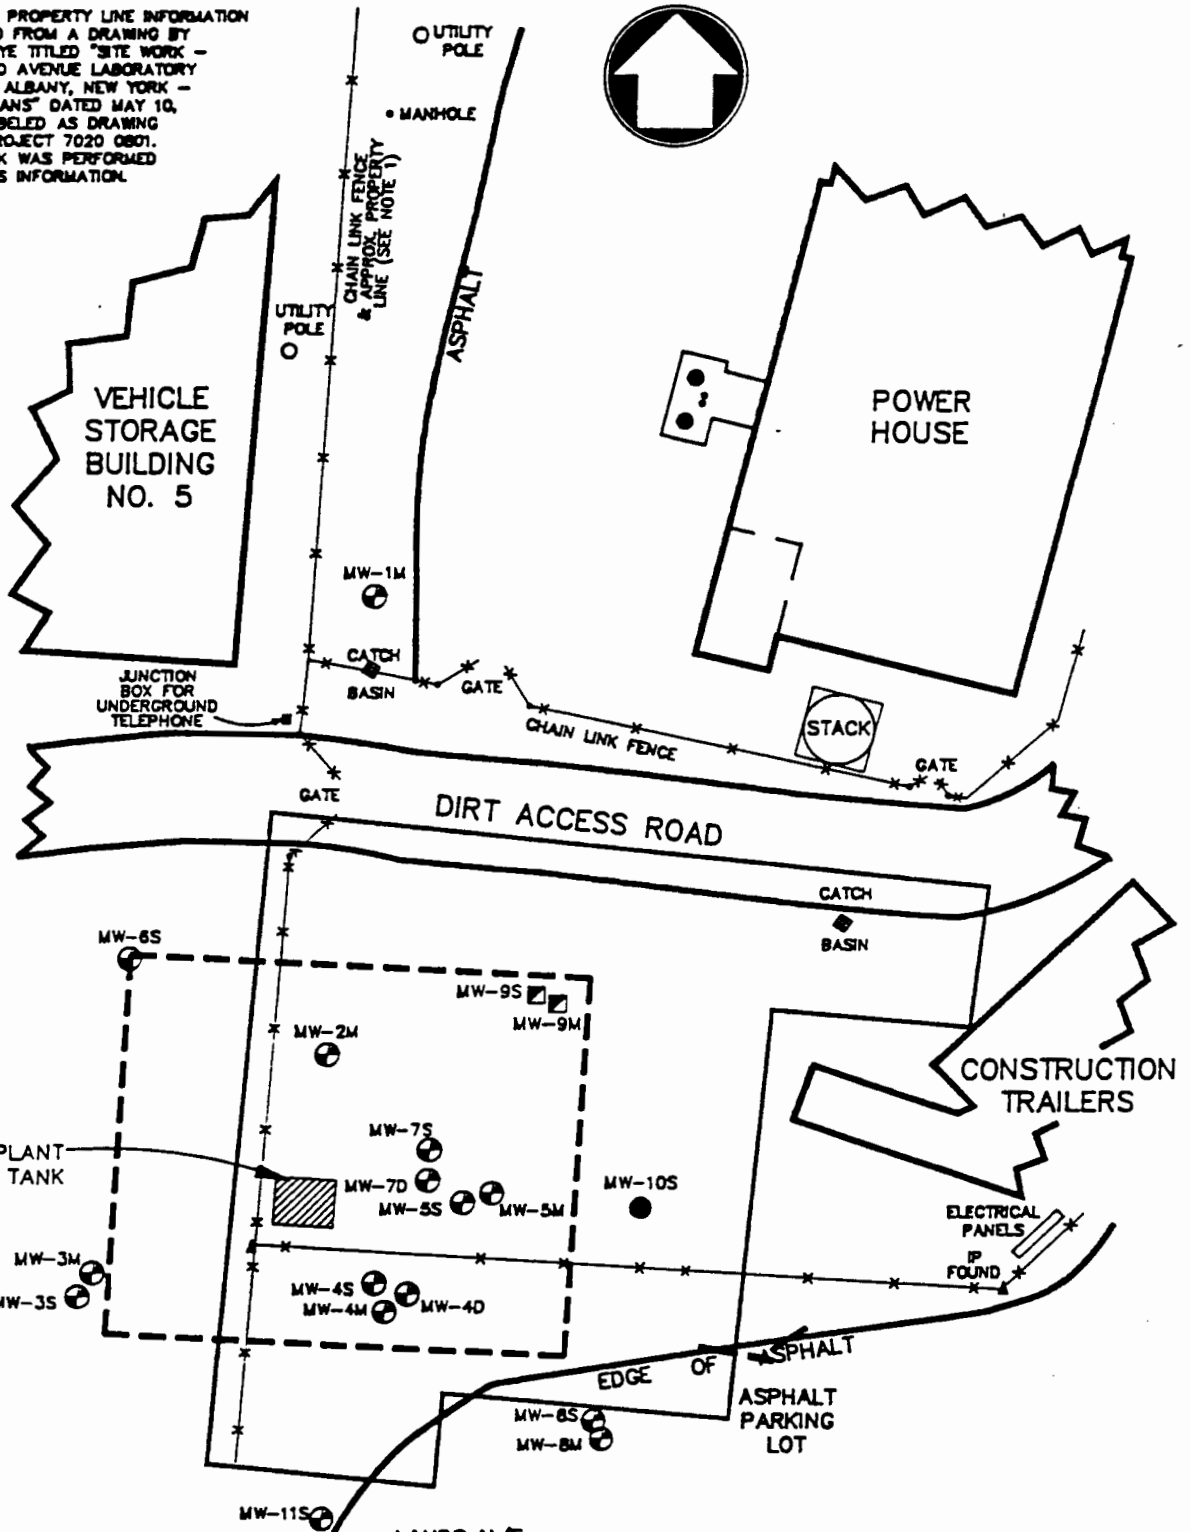 PROPERTY LINE INFORMATION
FROM A DRAWING BY
YE TITLED "SITE WORK -
AVENUE LABORATORY
ALBANY, NEW YORK -
ANS" DATED MAY 10,
BELED AS DRAWING
ROJECT 7020 0801.
K WAS PERFORMED
S INFORMATION.
UTILITY
POLE
MANHOLE
CHAIN LINK FENCE
& APPROX. PROPERTY
LINE (SEE NOTE 1)
ASPHALT
UTILITY
POLE
VEHICLE
STORAGE
BUILDING
NO. 5
POWER
HOUSE
MW-1M
CATCH
BASIN
GATE
JUNCTION
BOX FOR
UNDERGROUND
TELEPHONE
CHAIN LINK FENCE
STACK
GATE
GATE
DIRT ACCESS ROAD
CATCH
BASIN
MW-6S
MW-9S
MW-9M
MW-2M
CONSTRUCTION
TRAILERS
PLANT
TANK
MW-7S
MW-7D
MW-5S
MW-5M
MW-10S
ELECTRICAL
PANELS
IP
FOUND
MW-3M
MW-3S
MW-4S
MW-4M
MW-4D
EDGE OF ASPHALT
ASPHALT
PARKING
LOT
MW-8S
MW-8M
MW-11S